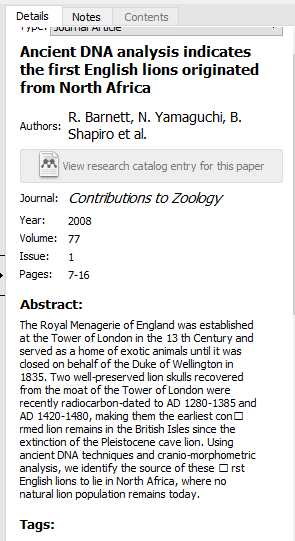 Details Notes Contents
Type: Journal Article
Ancient DNA analysis indicates
the first English lions originated
from North Africa
Authors: R. Barnett, N. Yamaguchi, B.
Shapiro et al.
View research catalog entry for this paper
Journal: Contributions to Zoology
Year: 2008
Volume: 77
Issue: 1
Pages: 7-16
Abstract:
The Royal Menagerie of England was established
at the Tower of London in the 13 th Century and
served as a home of exotic animals until it was
closed on behalf of the Duke of Wellington in
1835. Two well-preserved lion skulls recovered
from the moat of the Tower of London were
recently radiocarbon-dated to AD 1280-1385 and
AD 1420-1480, making them the earliest con□
rmed lion remains in the British Isles since the
extinction of the Pleistocene cave lion. Using
ancient DNA techniques and cranio-morphometric
analysis, we identify the source of these □ rst
English lions to lie in North Africa, where no
natural lion population remains today.
Tags: